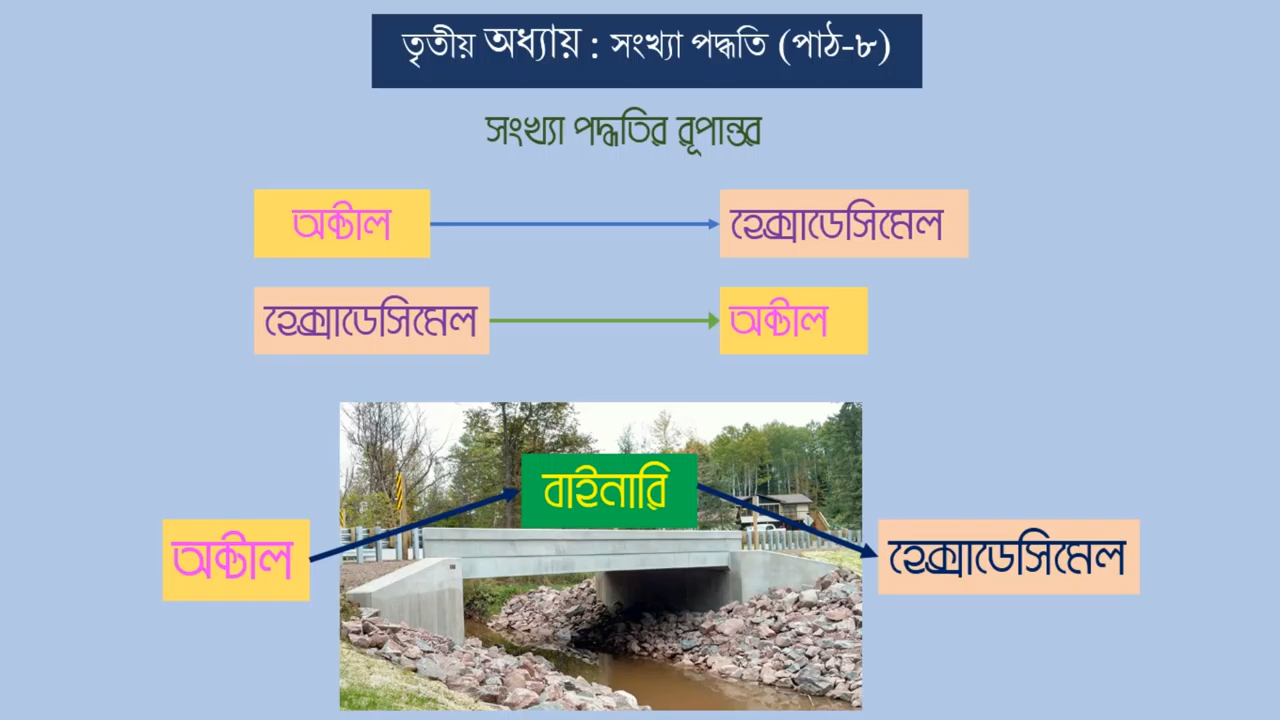 তৃতীয় অধ্যায় : সংখ্যা পদ্ধতি (পাঠ-৮)
সংখ্যা পদ্ধতির রূপান্তর
অক্টাল হেক্সাডেসিমেল
হেক্সাডেসিমেল অক্টাল
বাইনারি
অক্টাল হেক্সাডেসিমেল